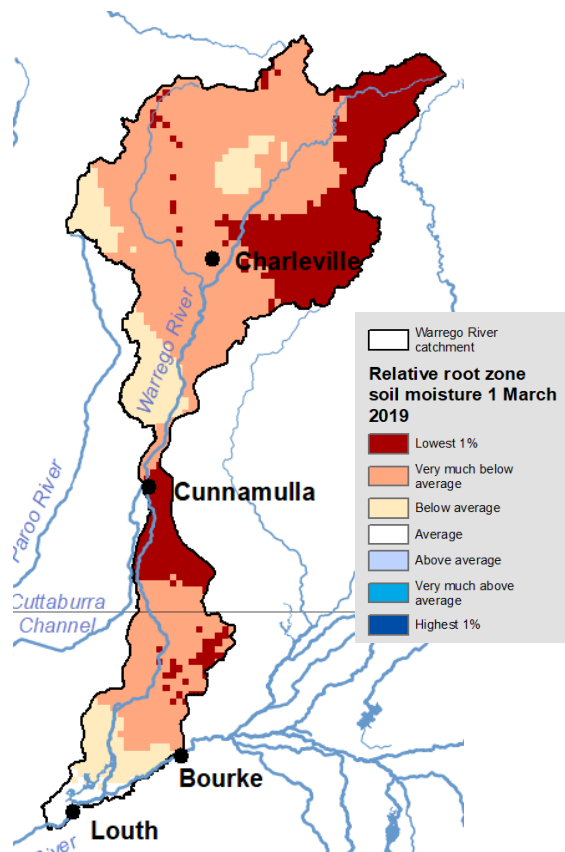 Charleville
Warrego River
Warrego River
catchment
Relative root zone
soil moisture 1 March
2019
Lowest 1%
Very much below
average
Below average
Average
Above average
Very much above
average
Highest 1%
Paroo River
Cunnamulla
Cuttaburra
Channel
Bourke
Louth
River